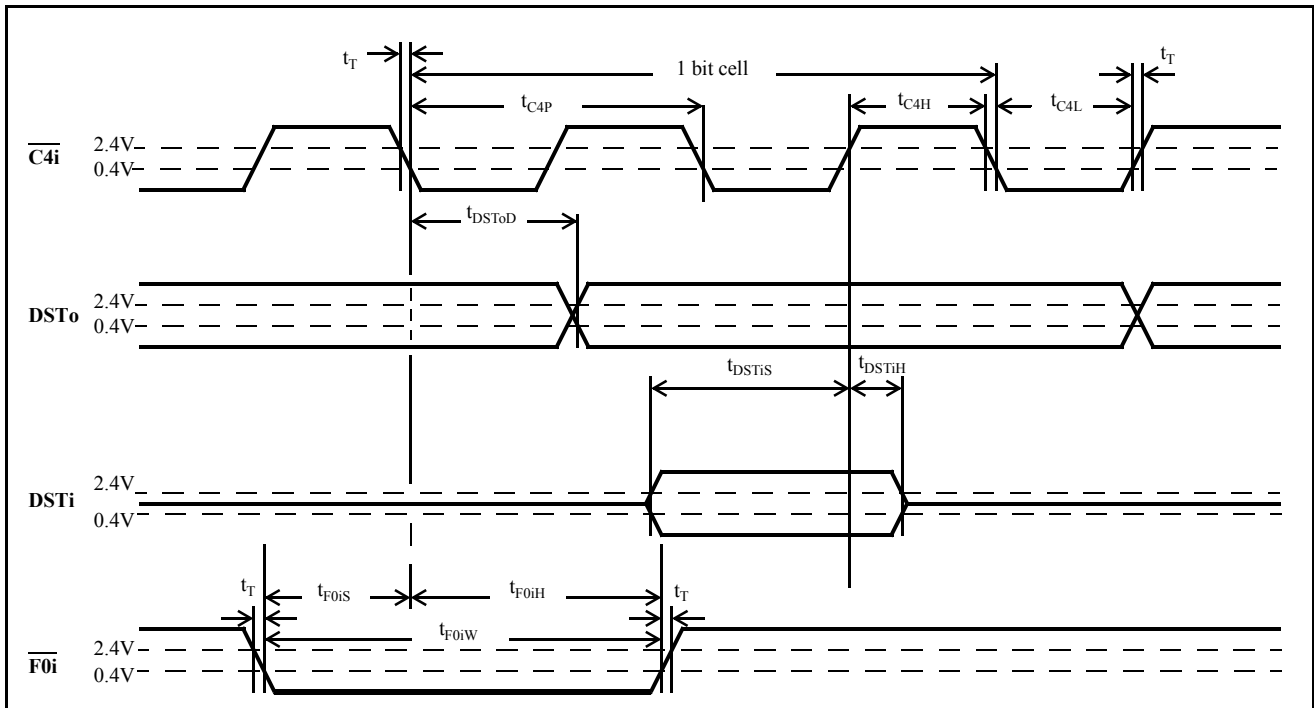 tT
1 bit cell
tT
tC4P
tC4H
tC4L
C4i
2.4V
0.4V
tDSToD
DSTo
2.4V
0.4V
tDSTiS
tDSTiH
DSTi
2.4V
0.4V
tT
tF0iS
tF0iH
tT
tF0iW
F0i
2.4V
0.4V